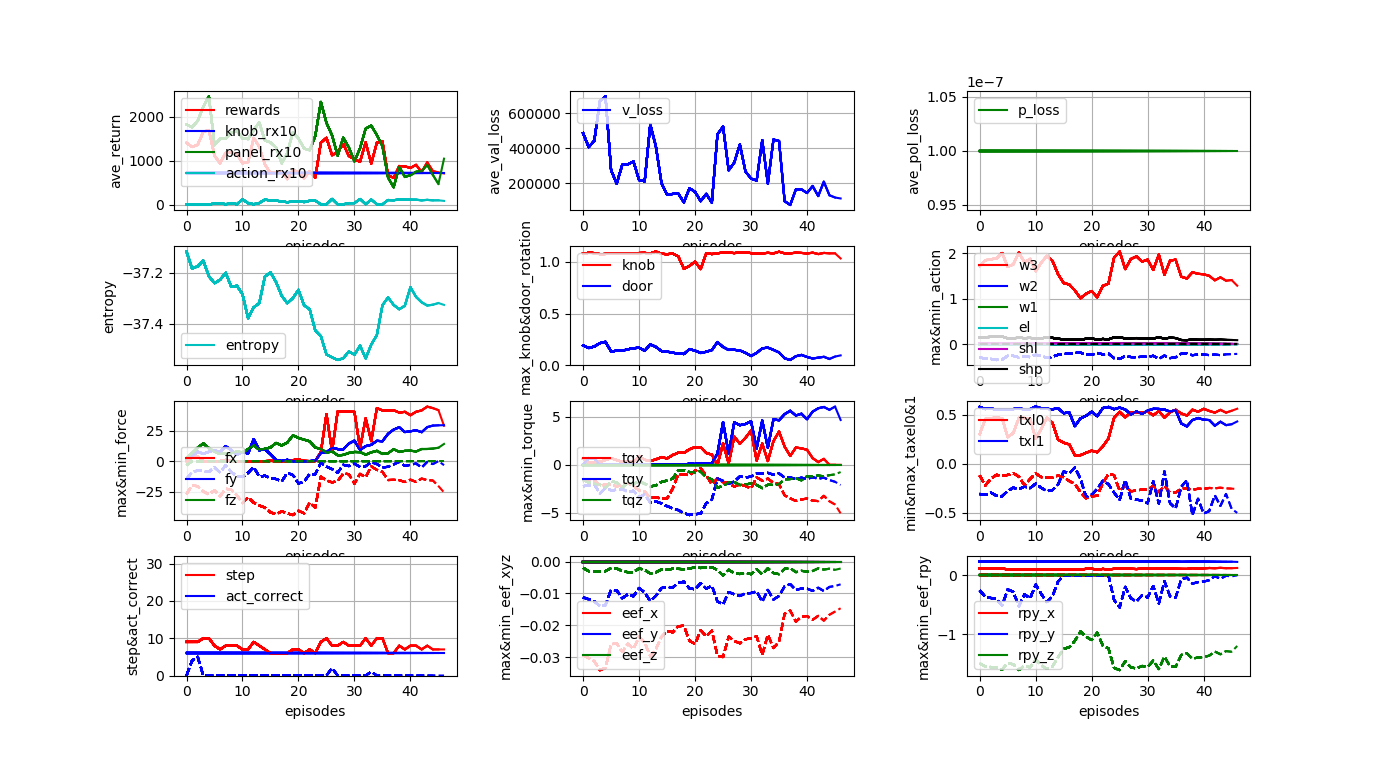 1e-7
2000
1000
0
ave_return
rewards
knob_rx10
panel_rx10
action_rx10
0 10 20 30 40
episodes
600000
400000
200000
ave_val_loss
v_loss
0 10 20 30 40
1.05
1.00
0.95
ave_pol_loss
p_loss
0 10 20 30 40
episodes
−37.2
−37.4
entropy
entropy
0 10 20 30 40
1.0
0.5
0.0
max_knob&door_rotation
knob
door
0 10 20 30 40
2
1
0
max&min_action
w3
w2
w1
el
shl
shp
0 10 20 30 40
25
0
−25
max&min_force
fx
fy
fz
0 10 20 30 40
episodes
5
0
−5
max&min_torque
tqx
tqy
tqz
0 10 20 30 40
episodes
0.5
0.0
−0.5
min&max_taxel0&1
txl0
txl1
0 10 20 30 40
episodes
30
20
10
0
step&act_correct
step
act_correct
0 10 20 30 40
episodes
0.00
−0.01
−0.02
−0.03
max&min_eef_xyz
eef_x
eef_y
eef_z
0 10 20 30 40
episodes
0
−1
max&min_eef_rpy
rpy_x
rpy_y
rpy_z
0 10 20 30 40
episodes